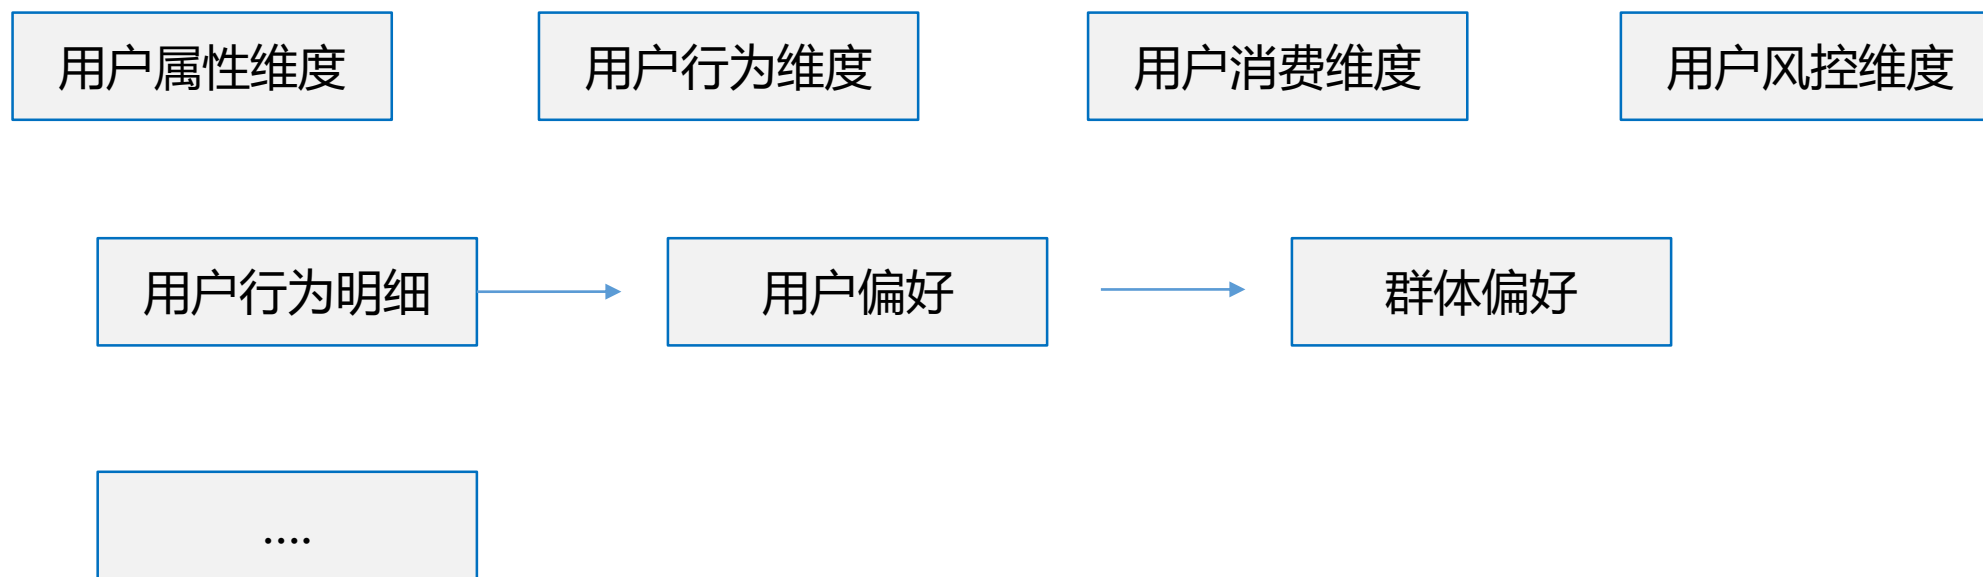 用户属性维度
用户行为维度
用户消费维度
用户风控维度
用户行为明细
用户偏好
群体偏好
....